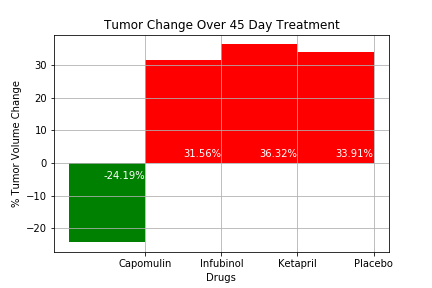 Tumor Change Over 45 Day Treatment
% Tumor Volume Change
30
20
10
0
−10
−20
-24.19%
31.56%
36.32%
33.91%
Capomulin
Infubinol
Ketapril
Placebo
Drugs